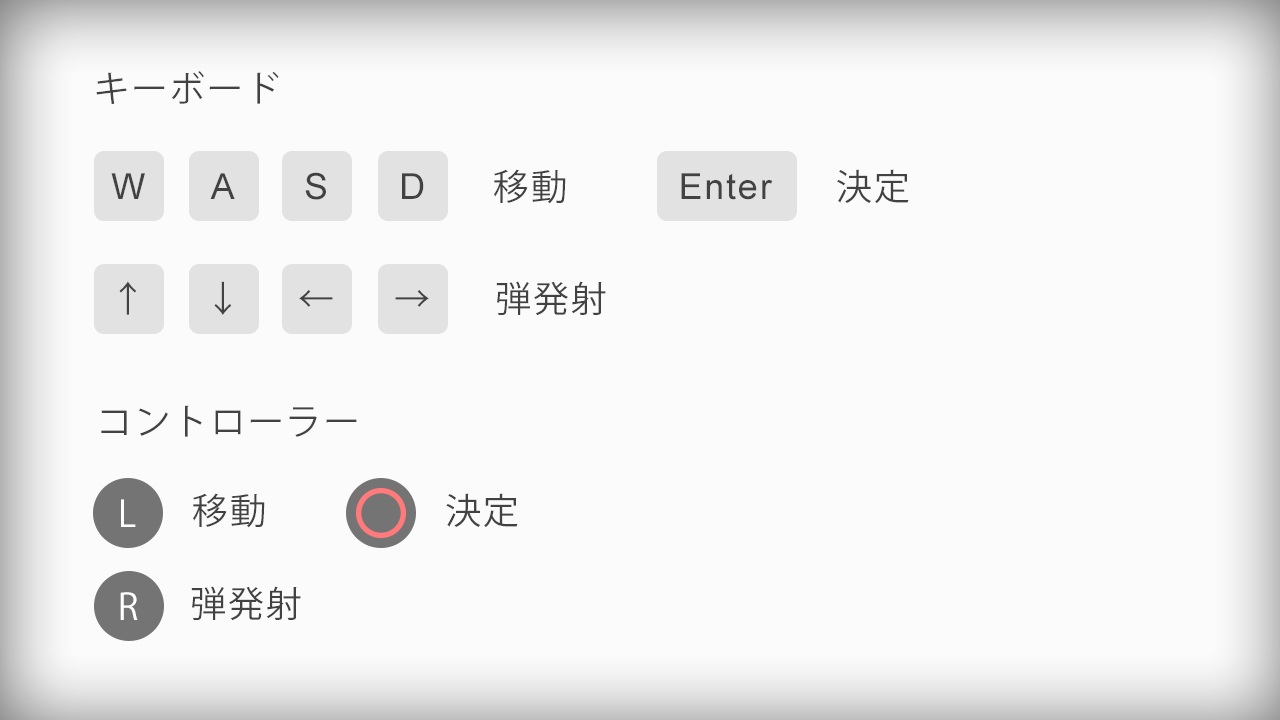 キーボード
W A S D 移動 Enter 決定
↑ ↓ ← → 弾発射
コントローラー
L 移動 ○ 決定
R 弾発射